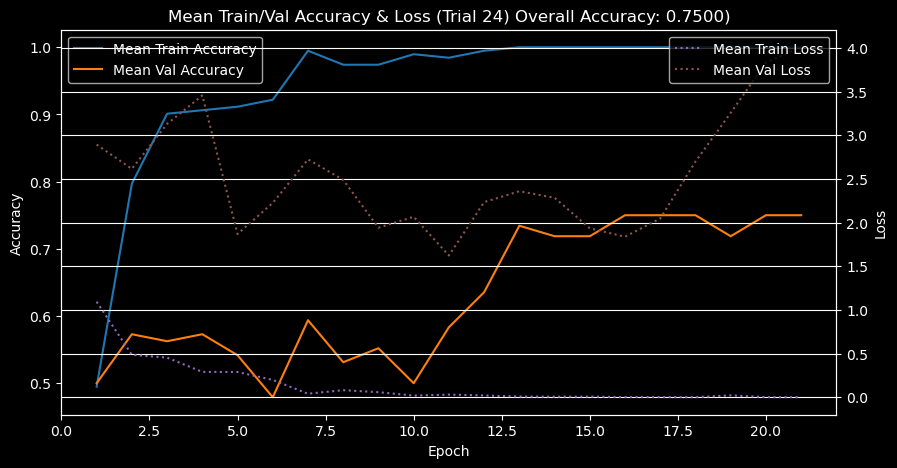 Mean Train/Val Accuracy & Loss (Trial 24) Overall Accuracy: 0.7500)
Mean Train Accuracy
Mean Val Accuracy
Mean Train Loss
Mean Val Loss
Accuracy
1.0
0.9
0.8
0.7
0.6
0.5
4.0
3.5
3.0
2.5
2.0
1.5
1.0
0.5
0.0
Loss
0.0 2.5 5.0 7.5 10.0 12.5 15.0 17.5 20.0
Epoch